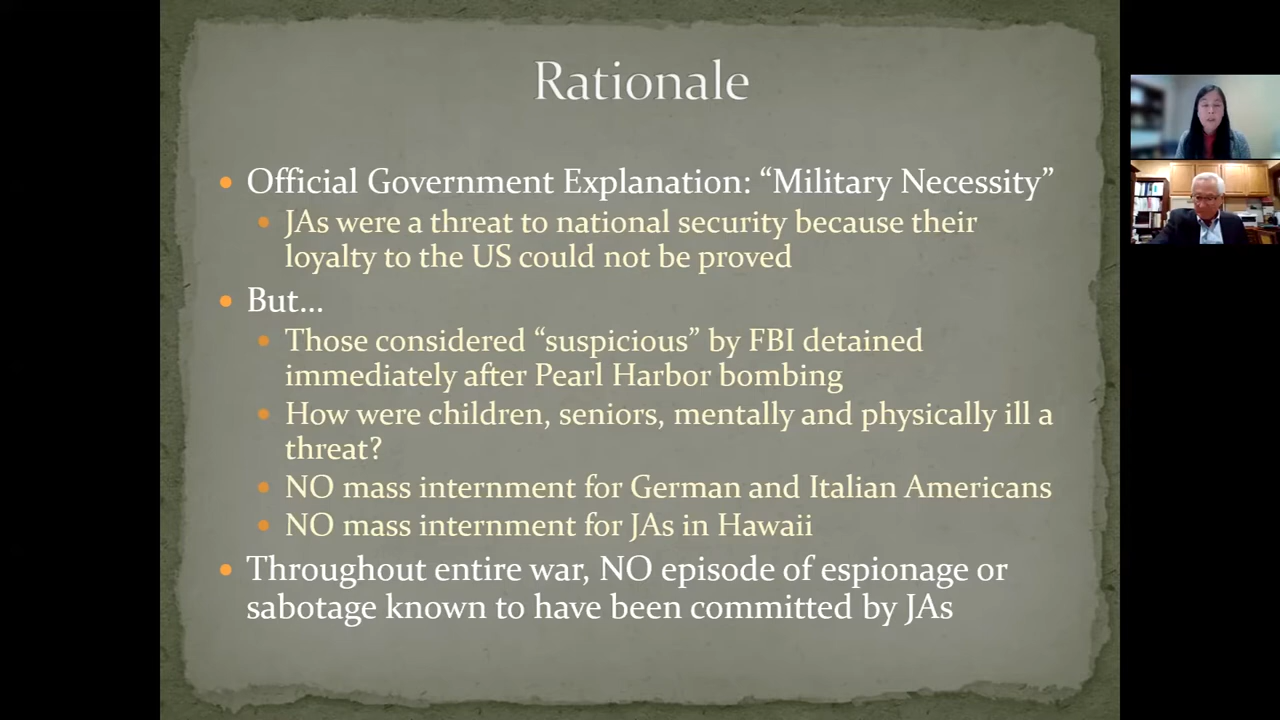 Rationale
• Official Government Explanation: “Military Necessity”
• JAs were a threat to national security because their
loyalty to the US could not be proved
• But…
• Those considered “suspicious” by FBI detained
immediately after Pearl Harbor bombing
• How were children, seniors, mentally and physically ill a
threat?
• NO mass internment for German and Italian Americans
• NO mass internment for JAs in Hawaii
• Throughout entire war, NO episode of espionage or
sabotage known to have been committed by JAs